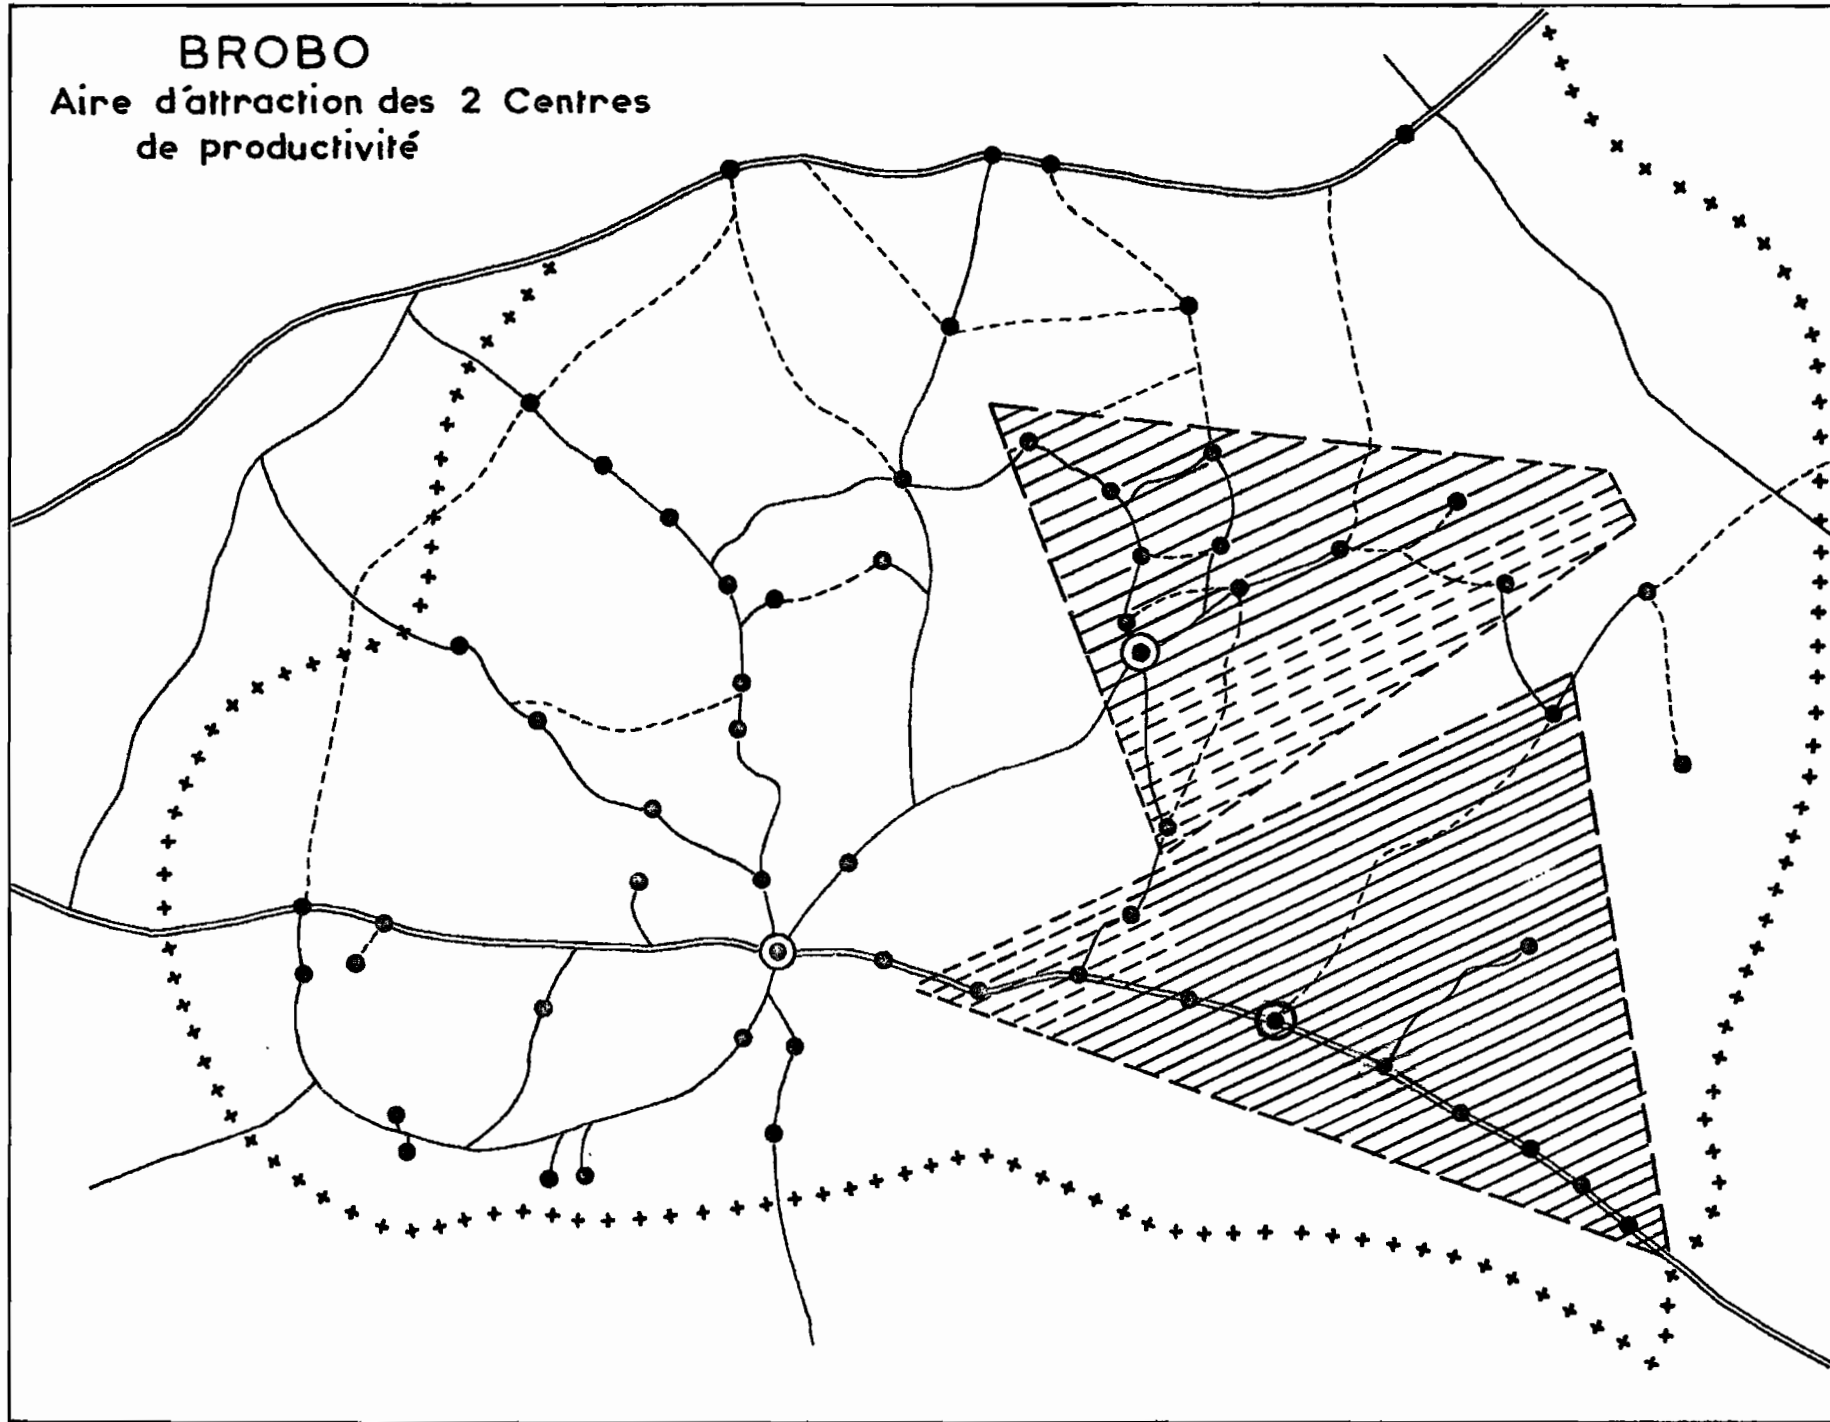 BROBO
Aire d'attraction des 2 Centres
de productivité